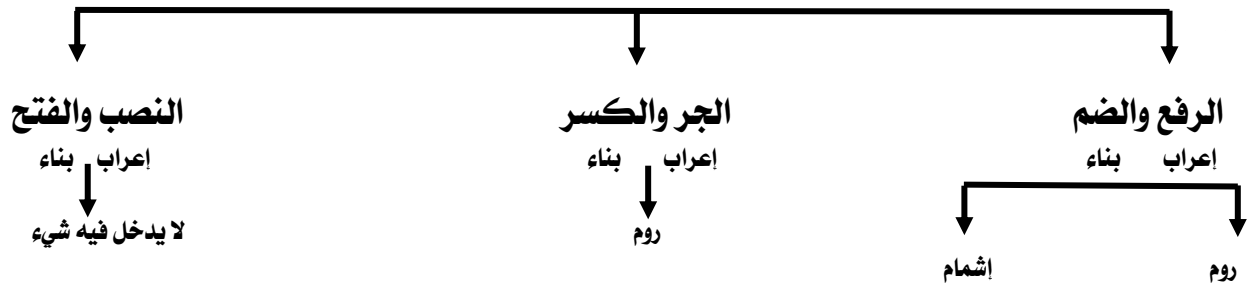 الرفع والضم الجر والكسر النصب والفتح
إعراب بناء إعراب بناء إعراب بناء
روم لا يدخل فيه شيء
روم إشمام